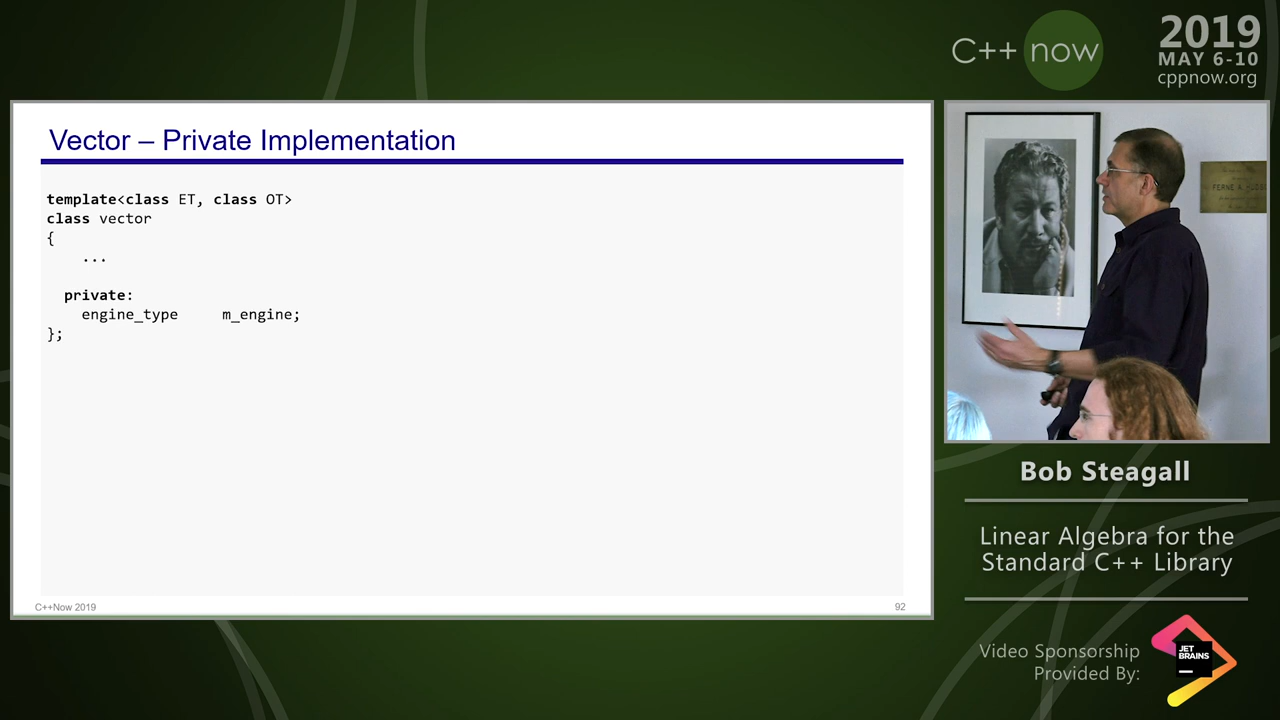 C++ now
2019
MAY 6-10
cppnow.org
Vector – Private Implementation
template<class ET, class OT>
class vector
{
...
private:
engine_type m_engine;
};
C++Now 2019
92
Bob Steagall
Linear Algebra for the
Standard C++ Library
Video Sponsorship
Provided By:
JET
BRAINS